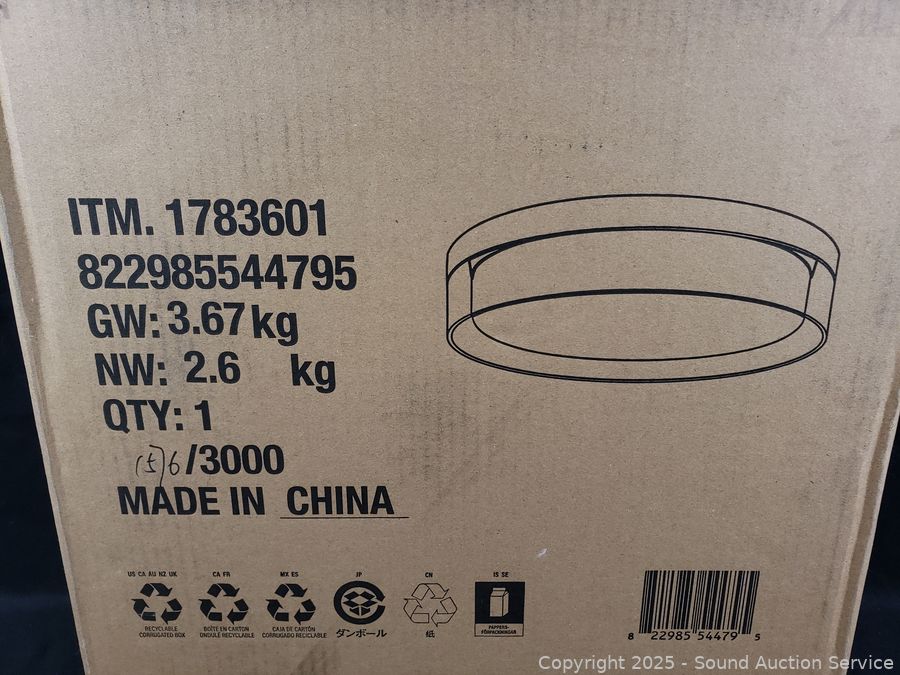 ITM. 1783601
822985544795
GW: 3.67 kg
NW: 2.6 kg
QTY: 1
(5)6/3000
MADE IN CHINA
US CA AU NZ UK
RECYCLABLE
CORRUGATED BOX
CA FR
BOÎTE EN CARTON
ONDULÉ RECYCLABLE
MX ES
CAJA DE CARTÓN
CORRUGADO RECICLABLE
JP
ダンボール
CN
纸
IS SE
PAPPERS-
FÖRPACKNINGAR
8 22985 54479 5
Copyright 2025 - Sound Auction Service